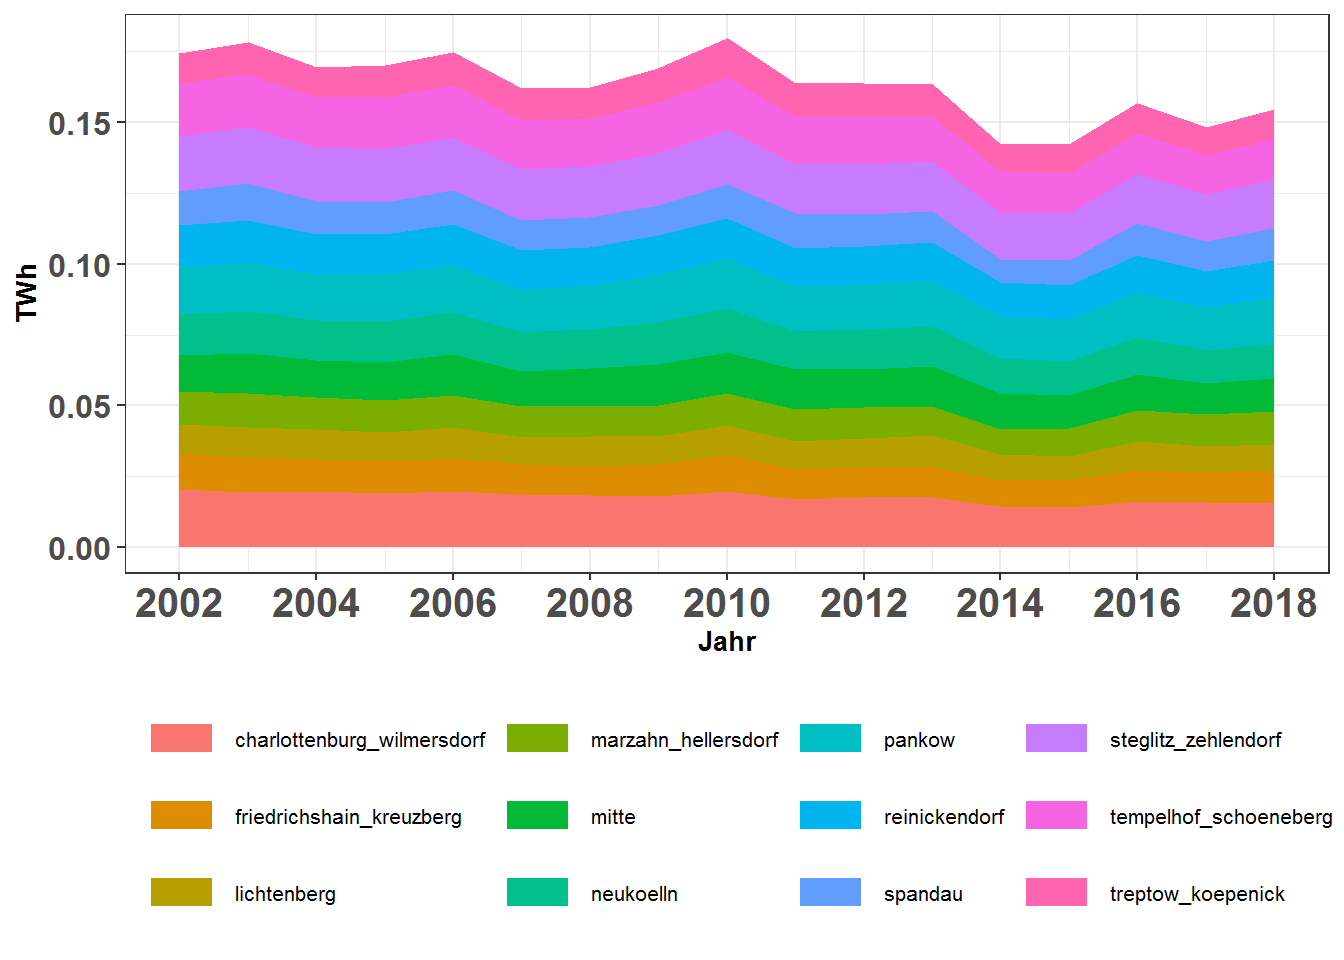 TWh
0.15
0.10
0.05
0.00
2002 2004 2006 2008 2010 2012 2014 2016 2018
Jahr
charlottenburg_wilmersdorf marzahn_hellersdorf pankow steglitz_zehlendorf
friedrichshain_kreuzberg mitte reinickendorf tempelhof_schoeneberg
lichtenberg neukoelln spandau treptow_koepenick